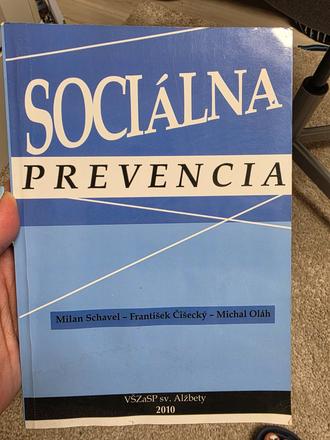 SOCIÁLNA
PREVENCIA
Milan Schavel – František Čišecký – Michal Oláh
VŠZaSP sv. Alžbety
2010